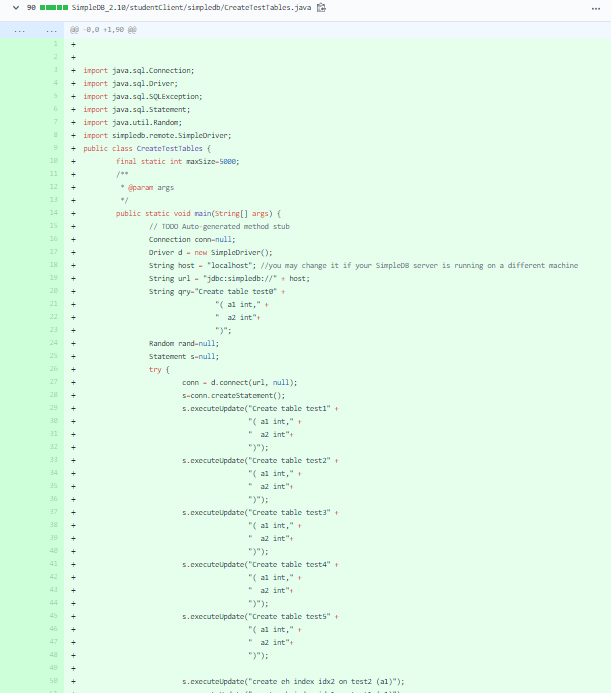 90 SimpleDB_2.10/studentClient/simpledb/CreateTestTables.java
... ... @@ -0,0 +1,90 @@
1 +
2 +
3 + import java.sql.Connection;
4 + import java.sql.Driver;
5 + import java.sql.SQLException;
6 + import java.sql.Statement;
7 + import java.util.Random;
8 + import simpledb.remote.SimpleDriver;
9 + public class CreateTestTables {
10 + final static int maxSize=5000;
11 + /**
12 + * @param args
13 + */
14 + public static void main(String[] args) {
15 + // TODO Auto-generated method stub
16 + Connection conn=null;
17 + Driver d = new SimpleDriver();
18 + String host = "localhost"; //you may change it if your SimpleDB server is running on a different machine
19 + String url = "jdbc:simpledb://" + host;
20 + String qry="Create table test0" +
21 + "( a1 int," +
22 + " a2 int"+
23 + ")";
24 + Random rand=null;
25 + Statement s=null;
26 + try {
27 + conn = d.connect(url, null);
28 + s=conn.createStatement();
29 + s.executeUpdate("Create table test1" +
30 + "( a1 int," +
31 + " a2 int"+
32 + ")");
33 + s.executeUpdate("Create table test2" +
34 + "( a1 int," +
35 + " a2 int"+
36 + ")");
37 + s.executeUpdate("Create table test3" +
38 + "( a1 int," +
39 + " a2 int"+
40 + ")");
41 + s.executeUpdate("Create table test4" +
42 + "( a1 int," +
43 + " a2 int"+
44 + ")");
45 + s.executeUpdate("Create table test5" +
46 + "( a1 int," +
47 + " a2 int"+
48 + ")");
49 +
50 + s.executeUpdate("create eh index idx2 on test2 (a1)");